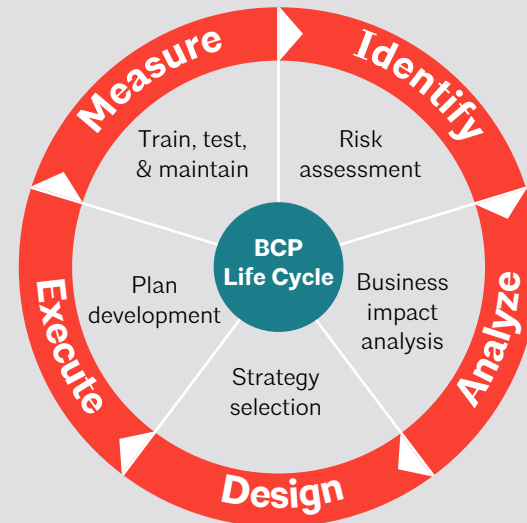 BCP
Life Cycle
Identify
Risk
assessment
Analyze
Business
impact
analysis
Design
Strategy
selection
Execute
Plan
development
Measure
Train, test,
& maintain